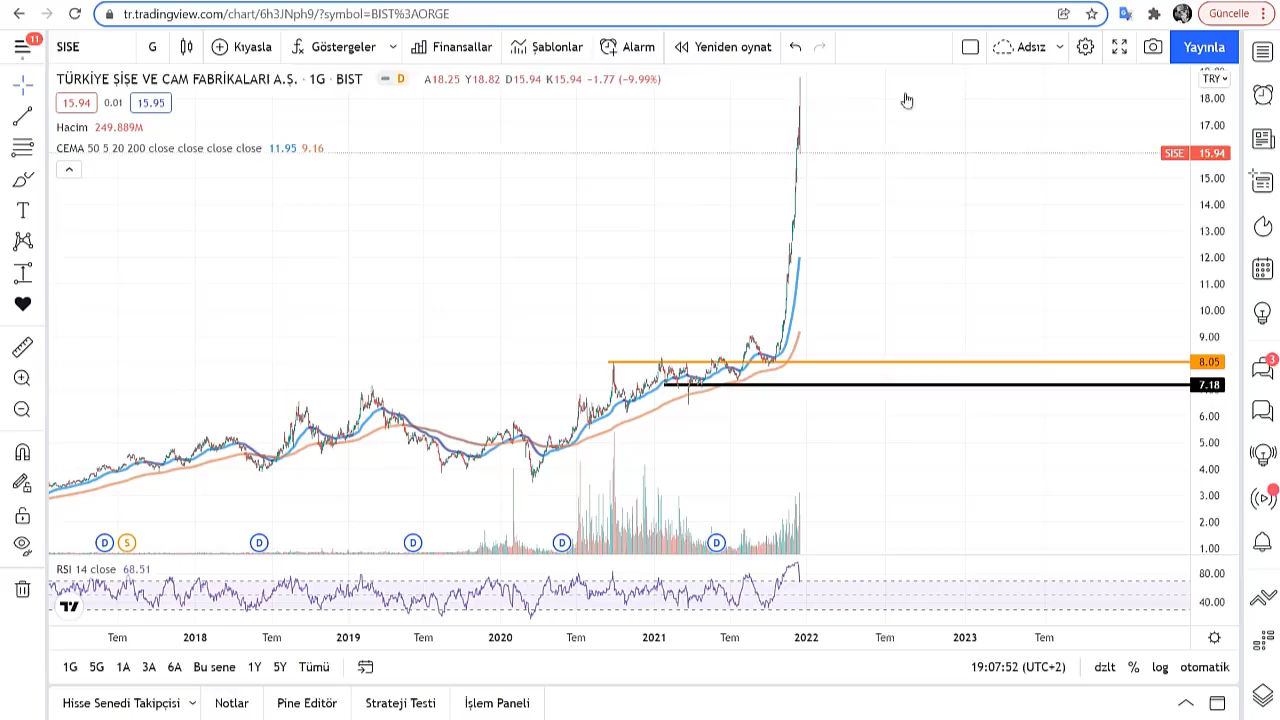 tr.tradingview.com/chart/6h3JNph9/?symbol=BIST%3AORGE
Güncelle
11
SISE
G
Kıyasla
Göstergeler
Finansallar
Şablonlar
Alarm
Yeniden oynat
Adsız
Yayınla
TÜRKİYE ŞİŞE VE CAM FABRİKALARI A.Ş. · 1G · BIST
D
A18.25 Y18.82 D15.94 K15.94 −1.77 (−9.99%)
TRY
15.94
0.01
15.95
Hacim 249.889M
CEMA 50 5 20 200 close close close close 11.95 9.16
18.00
17.00
SISE 15.94
15.00
14.00
13.00
12.00
11.00
10.00
9.00
8.05
7.18
6.00
5.00
4.00
3.00
2.00
1.00
3
D S D D D D
RSI 14 close 68.51
80.00
40.00
Tem 2018 Tem 2019 Tem 2020 Tem 2021 Tem 2022 Tem 2023 Tem
1G 5G 1A 3A 6A Bu sene 1Y 5Y Tümü
19:07:52 (UTC+2)
dzlt % log otomatik
Hisse Senedi Takipçisi
Notlar
Pine Editörü
Strateji Testi
İşlem Paneli